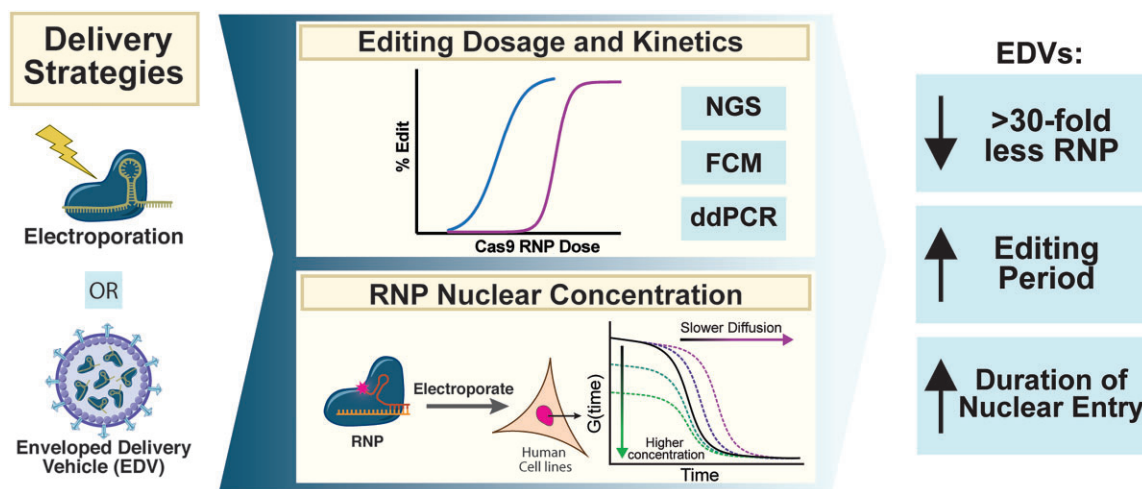 Delivery
Strategies
Electroporation
OR
Enveloped Delivery
Vehicle (EDV)
Editing Dosage and Kinetics
% Edit
Cas9 RNP Dose
NGS
FCM
ddPCR
RNP Nuclear Concentration
RNP
Electroporate
Human
Cell lines
G(time)
Slower Diffusion
Higher
concentration
Time
EDVs:
>30-fold
less RNP
Editing
Period
Duration of
Nuclear Entry